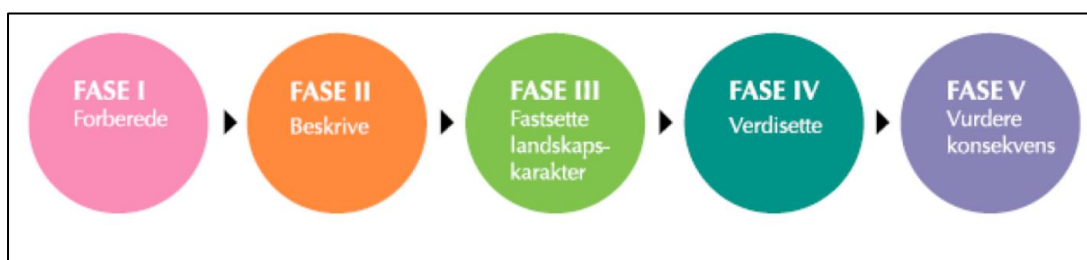 FASE I
Forberede
FASE II
Beskrive
FASE III
Fastsette
landskaps-
karakter
FASE IV
Verdisette
FASE V
Vurdere
konsekvens